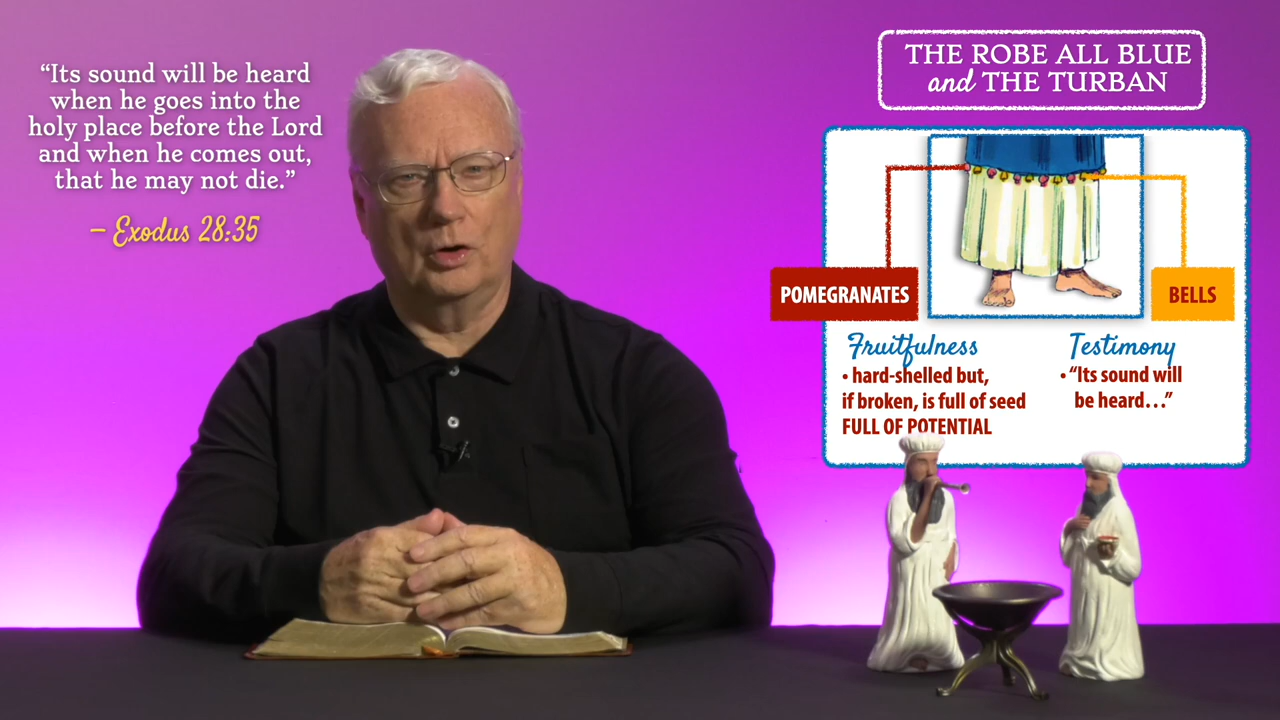 “Its sound will be heard
when he goes into the
holy place before the Lord
and when he comes out,
that he may not die.”
– Exodus 28:35
THE ROBE ALL BLUE
and THE TURBAN
POMEGRANATES
BELLS
Fruitfulness
• hard-shelled but,
if broken, is full of seed
FULL OF POTENTIAL
Testimony
• “Its sound will
be heard...”